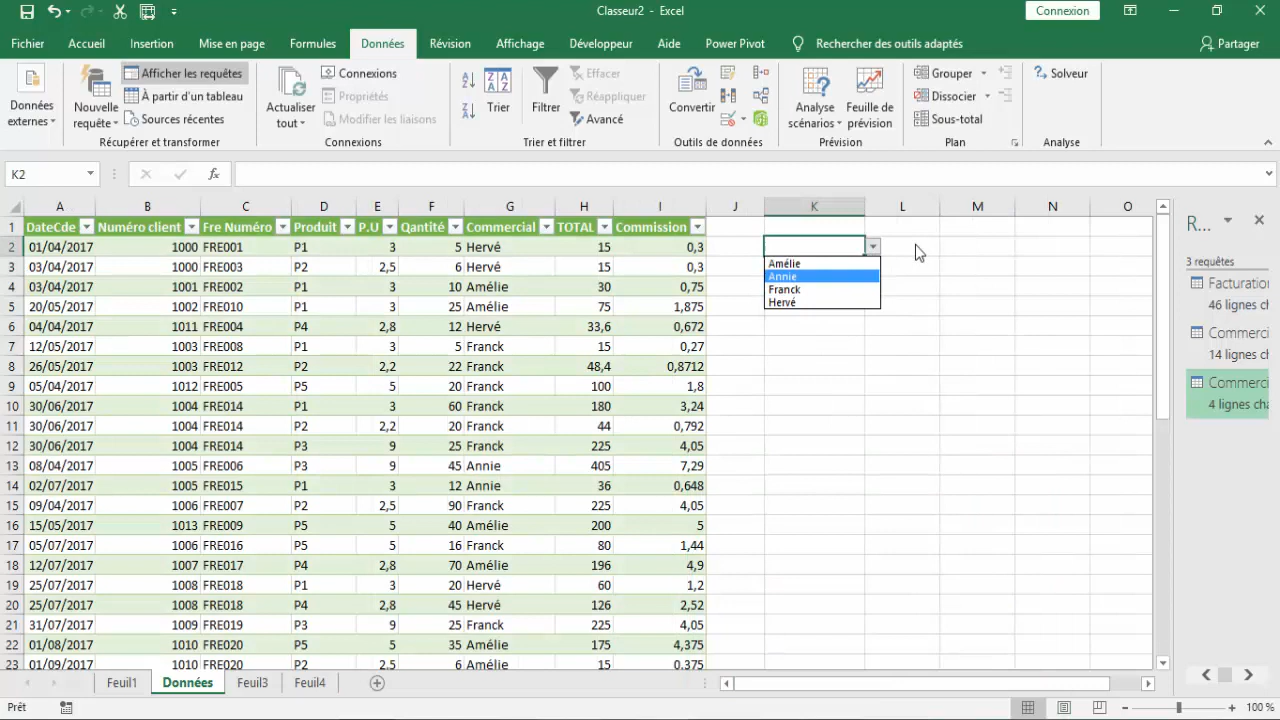 Classeur2 - Excel
Connexion
Fichier Accueil Insertion Mise en page Formules Données Révision Affichage Développeur Aide Power Pivot Rechercher des outils adaptés Partager
Données externes
Nouvelle requête
Afficher les requêtes
À partir d'un tableau
Sources récentes
Récupérer et transformer
Actualiser tout
Connexions
Propriétés
Modifier les liaisons
Connexions
Trier
Filtrer
Effacer
Réappliquer
Avancé
Trier et filtrer
Convertir
Outils de données
Analyse scénarios
Feuille de prévision
Prévision
Grouper
Dissocier
Sous-total
Plan
Solveur
Analyse
K2 fx
A B C D E F G H I J K L M N O
1 DateCde Numéro client Fre Numéro Produit P.U Qantité Commercial TOTAL Commission
2 01/04/2017 1000 FRE001 P1 3 5 Hervé 15 0,3
3 03/04/2017 1000 FRE003 P2 2,5 6 Hervé 15 0,3
4 03/04/2017 1001 FRE002 P1 3 10 Amélie 30 0,75
5 20/05/2017 1002 FRE010 P1 3 25 Amélie 75 1,875
6 04/04/2017 1011 FRE004 P4 2,8 12 Hervé 33,6 0,672
7 12/05/2017 1003 FRE008 P1 3 5 Franck 15 0,27
8 26/05/2017 1003 FRE012 P2 2,2 22 Franck 48,4 0,8712
9 05/04/2017 1012 FRE005 P5 5 20 Franck 100 1,8
10 30/06/2017 1004 FRE014 P1 3 60 Franck 180 3,24
11 30/06/2017 1004 FRE014 P2 2,2 20 Franck 44 0,792
12 30/06/2017 1004 FRE014 P3 9 25 Franck 225 4,05
13 08/04/2017 1005 FRE006 P3 9 45 Annie 405 7,29
14 02/07/2017 1005 FRE015 P1 3 12 Annie 36 0,648
15 09/04/2017 1006 FRE007 P2 2,5 90 Franck 225 4,05
16 15/05/2017 1013 FRE009 P5 5 40 Amélie 200 5
17 05/07/2017 1006 FRE016 P5 5 16 Franck 80 1,44
18 12/07/2017 1007 FRE017 P4 2,8 70 Amélie 196 4,9
19 25/07/2017 1008 FRE018 P1 3 20 Hervé 60 1,2
20 25/07/2017 1008 FRE018 P4 2,8 45 Hervé 126 2,52
21 31/07/2017 1009 FRE019 P3 9 25 Franck 225 4,05
22 01/08/2017 1010 FRE020 P5 5 35 Amélie 175 4,375
23 01/09/2017 1010 FRE020 P2 2,5 6 Amélie 15 0,375
Amélie
Annie
Franck
Hervé
R...
3 requêtes
Facturation
46 lignes ch
Commerci
14 lignes ch
Commerci
4 lignes cha
Feuil1 Données Feuil3 Feuil4
Prêt
100 %